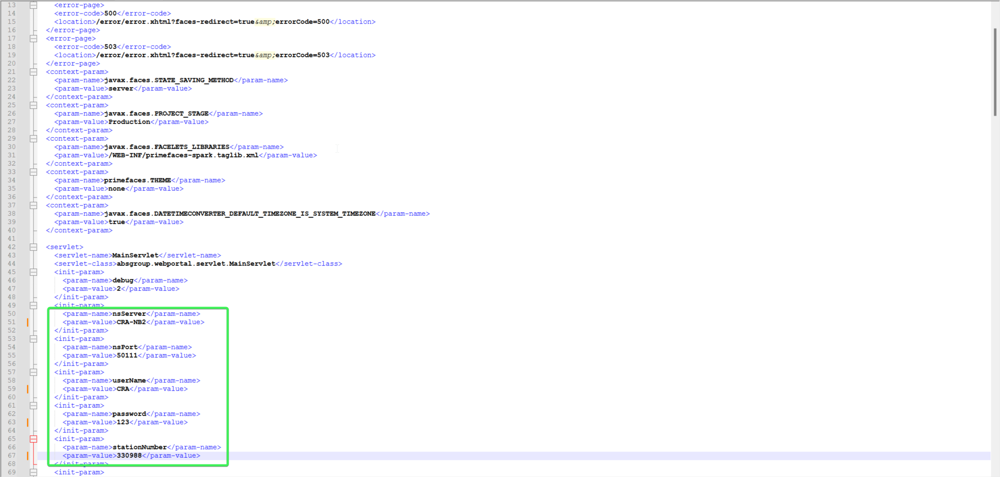 13 <error-page>
14 <error-code>500</error-code>
15 <location>/error/error.xhtml?faces-redirect=true&amp;errorCode=500</location>
16 </error-page>
17 <error-page>
18 <error-code>503</error-code>
19 <location>/error/error.xhtml?faces-redirect=true&amp;errorCode=503</location>
20 </error-page>
21 <context-param>
22 <param-name>javax.faces.STATE_SAVING_METHOD</param-name>
23 <param-value>server</param-value>
24 </context-param>
25 <context-param>
26 <param-name>javax.faces.PROJECT_STAGE</param-name>
27 <param-value>Production</param-value>
28 </context-param>
29 <context-param>
30 <param-name>javax.faces.FACELETS_LIBRARIES</param-name>
31 <param-value>/WEB-INF/primefaces-spark.taglib.xml</param-value>
32 </context-param>
33 <context-param>
34 <param-name>primefaces.THEME</param-name>
35 <param-value>none</param-value>
36 </context-param>
37 <context-param>
38 <param-name>javax.faces.DATETIMECONVERTER_DEFAULT_TIMEZONE_IS_SYSTEM_TIMEZONE</param-name>
39 <param-value>true</param-value>
40 </context-param>
41
42 <servlet>
43 <servlet-name>MainServlet</servlet-name>
44 <servlet-class>absgroup.webportal.servlet.MainServlet</servlet-class>
45 <init-param>
46 <param-name>debug</param-name>
47 <param-value>2</param-value>
48 </init-param>
49 <init-param>
50 <param-name>nsServer</param-name>
51 <param-value>CRA-NB2</param-value>
52 </init-param>
53 <init-param>
54 <param-name>nsPort</param-name>
55 <param-value>50111</param-value>
56 </init-param>
57 <init-param>
58 <param-name>userName</param-name>
59 <param-value>CRA</param-value>
60 </init-param>
61 <init-param>
62 <param-name>password</param-name>
63 <param-value>123</param-value>
64 </init-param>
65 <init-param>
66 <param-name>stationNumber</param-name>
67 <param-value>330988</param-value>
68 </init-param>
69 <init-param>